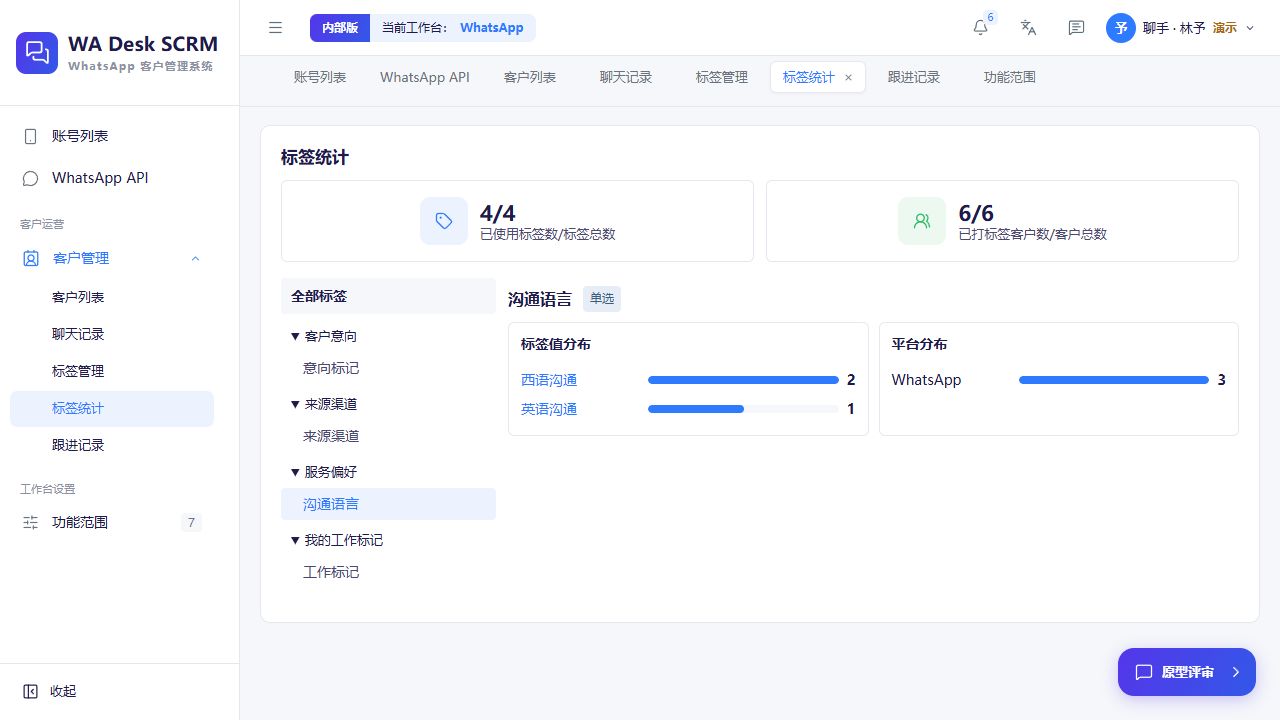 WA Desk SCRM
WhatsApp 客户管理系统
账号列表
WhatsApp API
客户运营
客户管理
客户列表
聊天记录
标签管理
标签统计
跟进记录
工作台设置
功能范围 7
收起
内部版 当前工作台： WhatsApp
6
予 聊手 · 林予 演示
账号列表 WhatsApp API 客户列表 聊天记录 标签管理 标签统计 × 跟进记录 功能范围
标签统计
4/4
已使用标签数/标签总数
6/6
已打标签客户数/客户总数
全部标签
▼ 客户意向
意向标记
▼ 来源渠道
来源渠道
▼ 服务偏好
沟通语言
▼ 我的工作标记
工作标记
沟通语言 单选
标签值分布
西语沟通 2
英语沟通 1
平台分布
WhatsApp 3
原型评审